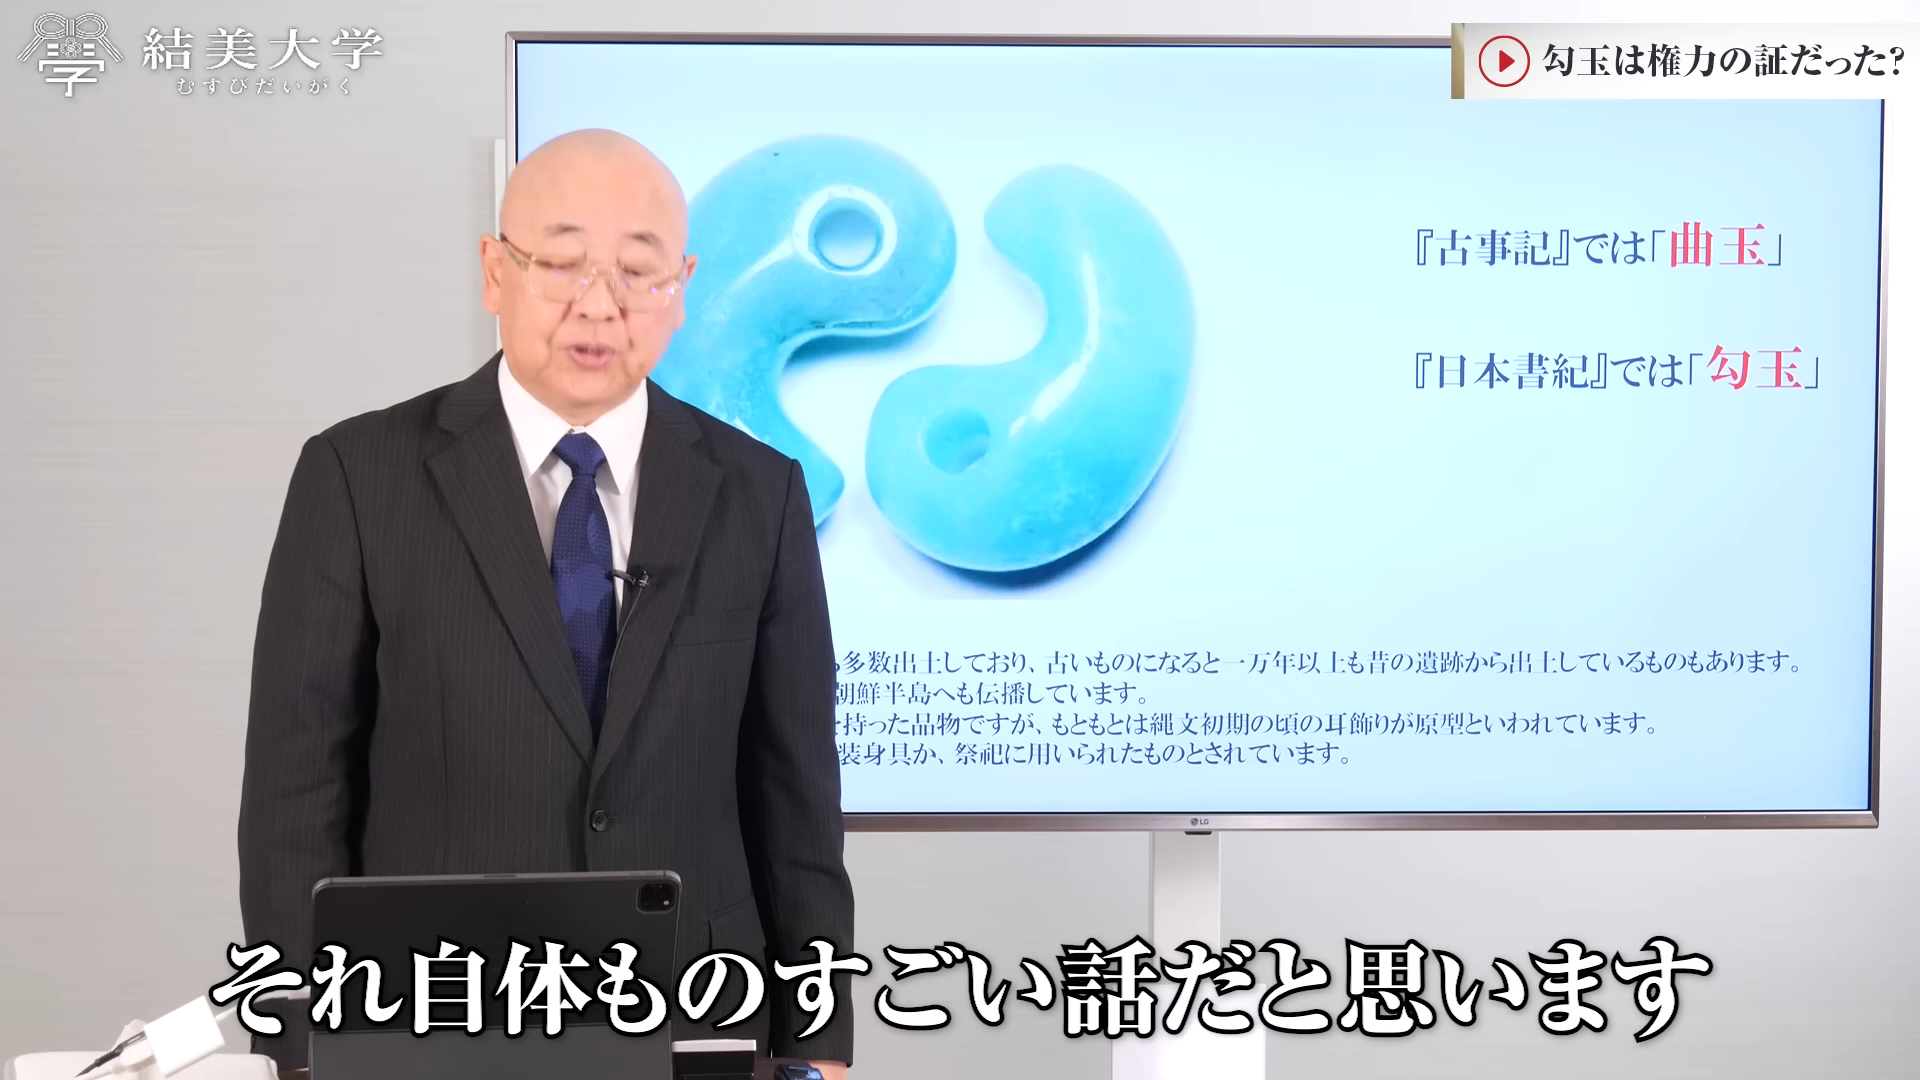 結美大学
むすびだいがく
勾玉は権力の証だった?
『古事記』では「曲玉」
『日本書紀』では「勾玉」
多数出土しており、古いものになると一万年以上も昔の遺跡から出土しているものもあります。
朝鮮半島へも伝播しています。
持った品物ですが、もともとは縄文初期の頃の耳飾りが原型といわれています。
装身具か、祭祀に用いられたものとされています。
LG
それ自体ものすごい話だと思います